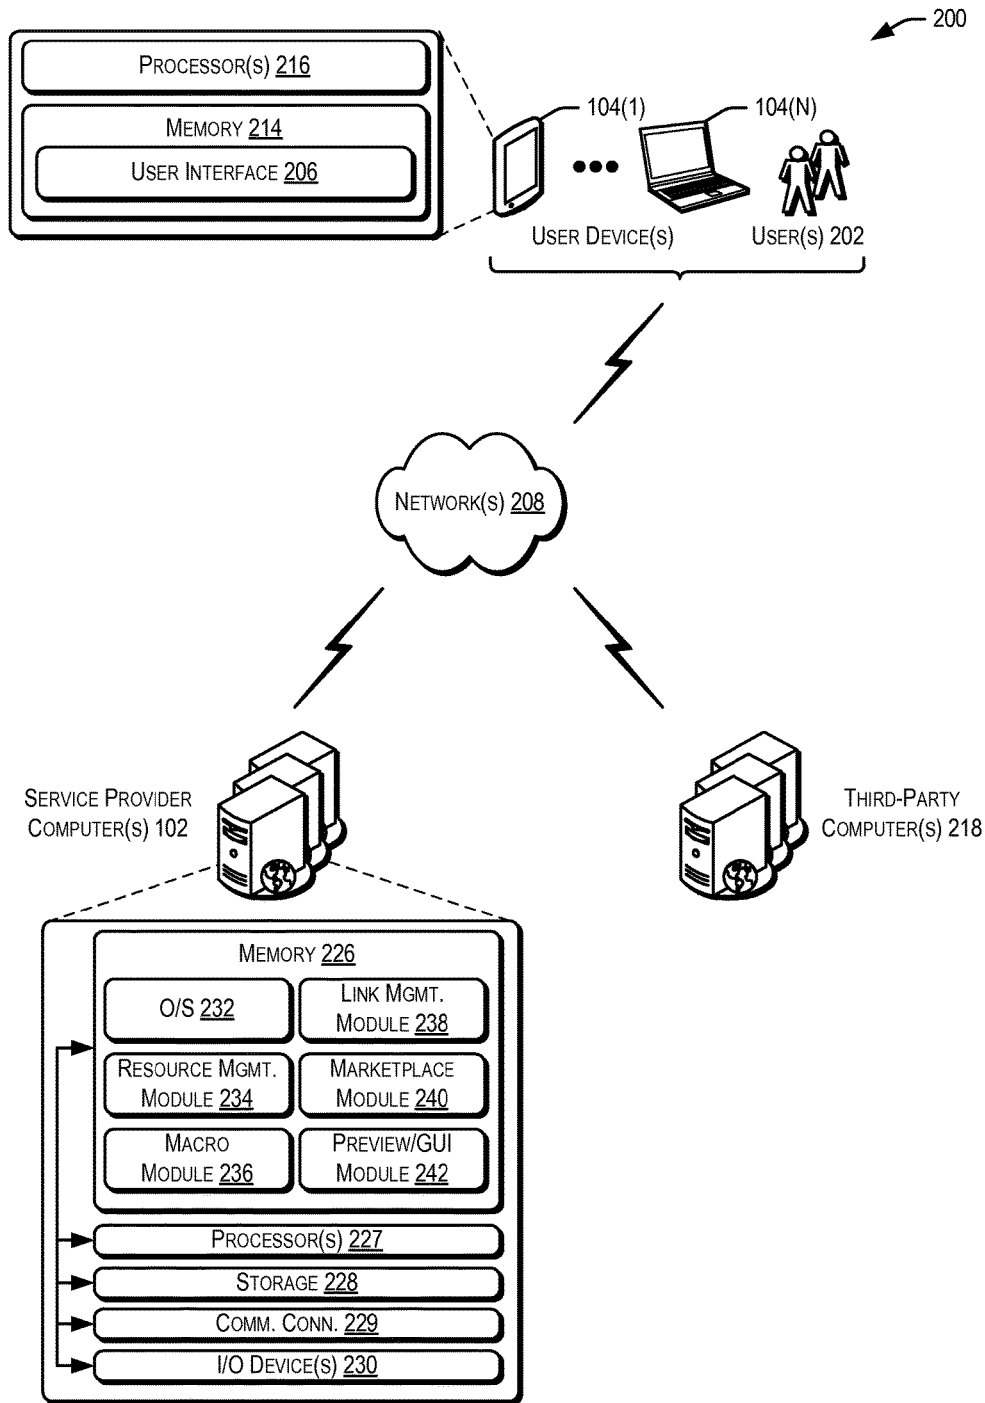 200
PROCESSOR(S) 216
MEMORY 214
USER INTERFACE 206
104(1)
104(N)
USER DEVICE(S)
USER(S) 202
NETWORK(S) 208
SERVICE PROVIDER
COMPUTER(S) 102
THIRD-PARTY
COMPUTER(S) 218
MEMORY 226
O/S 232
LINK MGMT.
MODULE 238
RESOURCE MGMT.
MODULE 234
MARKETPLACE
MODULE 240
MACRO
MODULE 236
PREVIEW/GUI
MODULE 242
PROCESSOR(S) 227
STORAGE 228
COMM. CONN. 229
I/O DEVICE(S) 230